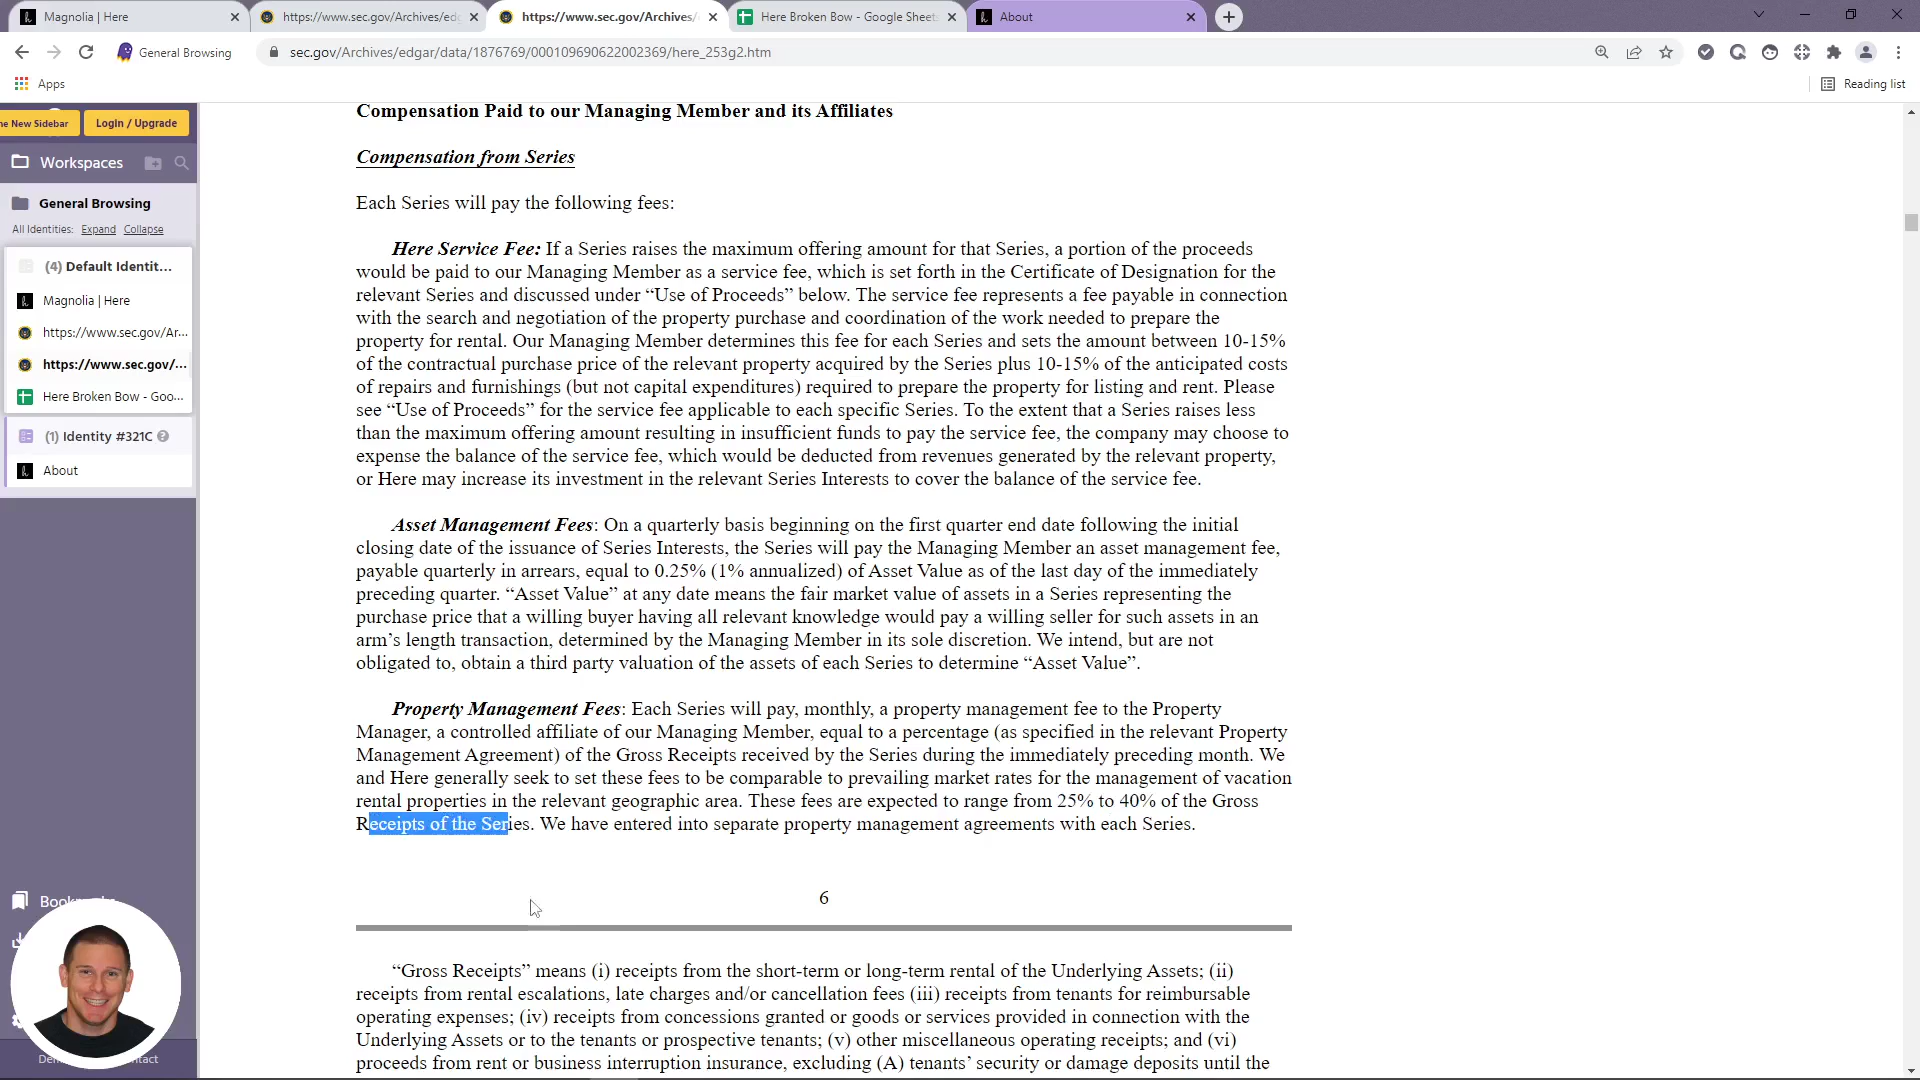 Magnolia | Here
https://www.sec.gov/Archives/edg
https://www.sec.gov/Archives/
Here Broken Bow - Google Sheets
About
General Browsing
sec.gov/Archives/edgar/data/1876769/000109690622002369/here_253g2.htm
Apps
Reading list
ne New Sidebar
Login / Upgrade
Workspaces
General Browsing
All Identities: Expand Collapse
(4) Default Identit...
Magnolia | Here
https://www.sec.gov/Ar...
https://www.sec.gov/...
Here Broken Bow - Goo...
(1) Identity #321C
About
Compensation Paid to our Managing Member and its Affiliates
Compensation from Series
Each Series will pay the following fees:
Here Service Fee: If a Series raises the maximum offering amount for that Series, a portion of the proceeds
would be paid to our Managing Member as a service fee, which is set forth in the Certificate of Designation for the
relevant Series and discussed under “Use of Proceeds” below. The service fee represents a fee payable in connection
with the search and negotiation of the property purchase and coordination of the work needed to prepare the
property for rental. Our Managing Member determines this fee for each Series and sets the amount between 10-15%
of the contractual purchase price of the relevant property acquired by the Series plus 10-15% of the anticipated costs
of repairs and furnishings (but not capital expenditures) required to prepare the property for listing and rent. Please
see “Use of Proceeds” for the service fee applicable to each specific Series. To the extent that a Series raises less
than the maximum offering amount resulting in insufficient funds to pay the service fee, the company may choose to
expense the balance of the service fee, which would be deducted from revenues generated by the relevant property,
or Here may increase its investment in the relevant Series Interests to cover the balance of the service fee.
Asset Management Fees: On a quarterly basis beginning on the first quarter end date following the initial
closing date of the issuance of Series Interests, the Series will pay the Managing Member an asset management fee,
payable quarterly in arrears, equal to 0.25% (1% annualized) of Asset Value as of the last day of the immediately
preceding quarter. “Asset Value” at any date means the fair market value of assets in a Series representing the
purchase price that a willing buyer having all relevant knowledge would pay a willing seller for such assets in an
arm’s length transaction, determined by the Managing Member in its sole discretion. We intend, but are not
obligated to, obtain a third party valuation of the assets of each Series to determine “Asset Value”.
Property Management Fees: Each Series will pay, monthly, a property management fee to the Property
Manager, a controlled affiliate of our Managing Member, equal to a percentage (as specified in the relevant Property
Management Agreement) of the Gross Receipts received by the Series during the immediately preceding month. We
and Here generally seek to set these fees to be comparable to prevailing market rates for the management of vacation
rental properties in the relevant geographic area. These fees are expected to range from 25% to 40% of the Gross
Receipts of the Series. We have entered into separate property management agreements with each Series.
6
“Gross Receipts” means (i) receipts from the short-term or long-term rental of the Underlying Assets; (ii)
receipts from rental escalations, late charges and/or cancellation fees (iii) receipts from tenants for reimbursable
operating expenses; (iv) receipts from concessions granted or goods or services provided in connection with the
Underlying Assets or to the tenants or prospective tenants; (v) other miscellaneous operating receipts; and (vi)
proceeds from rent or business interruption insurance, excluding (A) tenants’ security or damage deposits until the